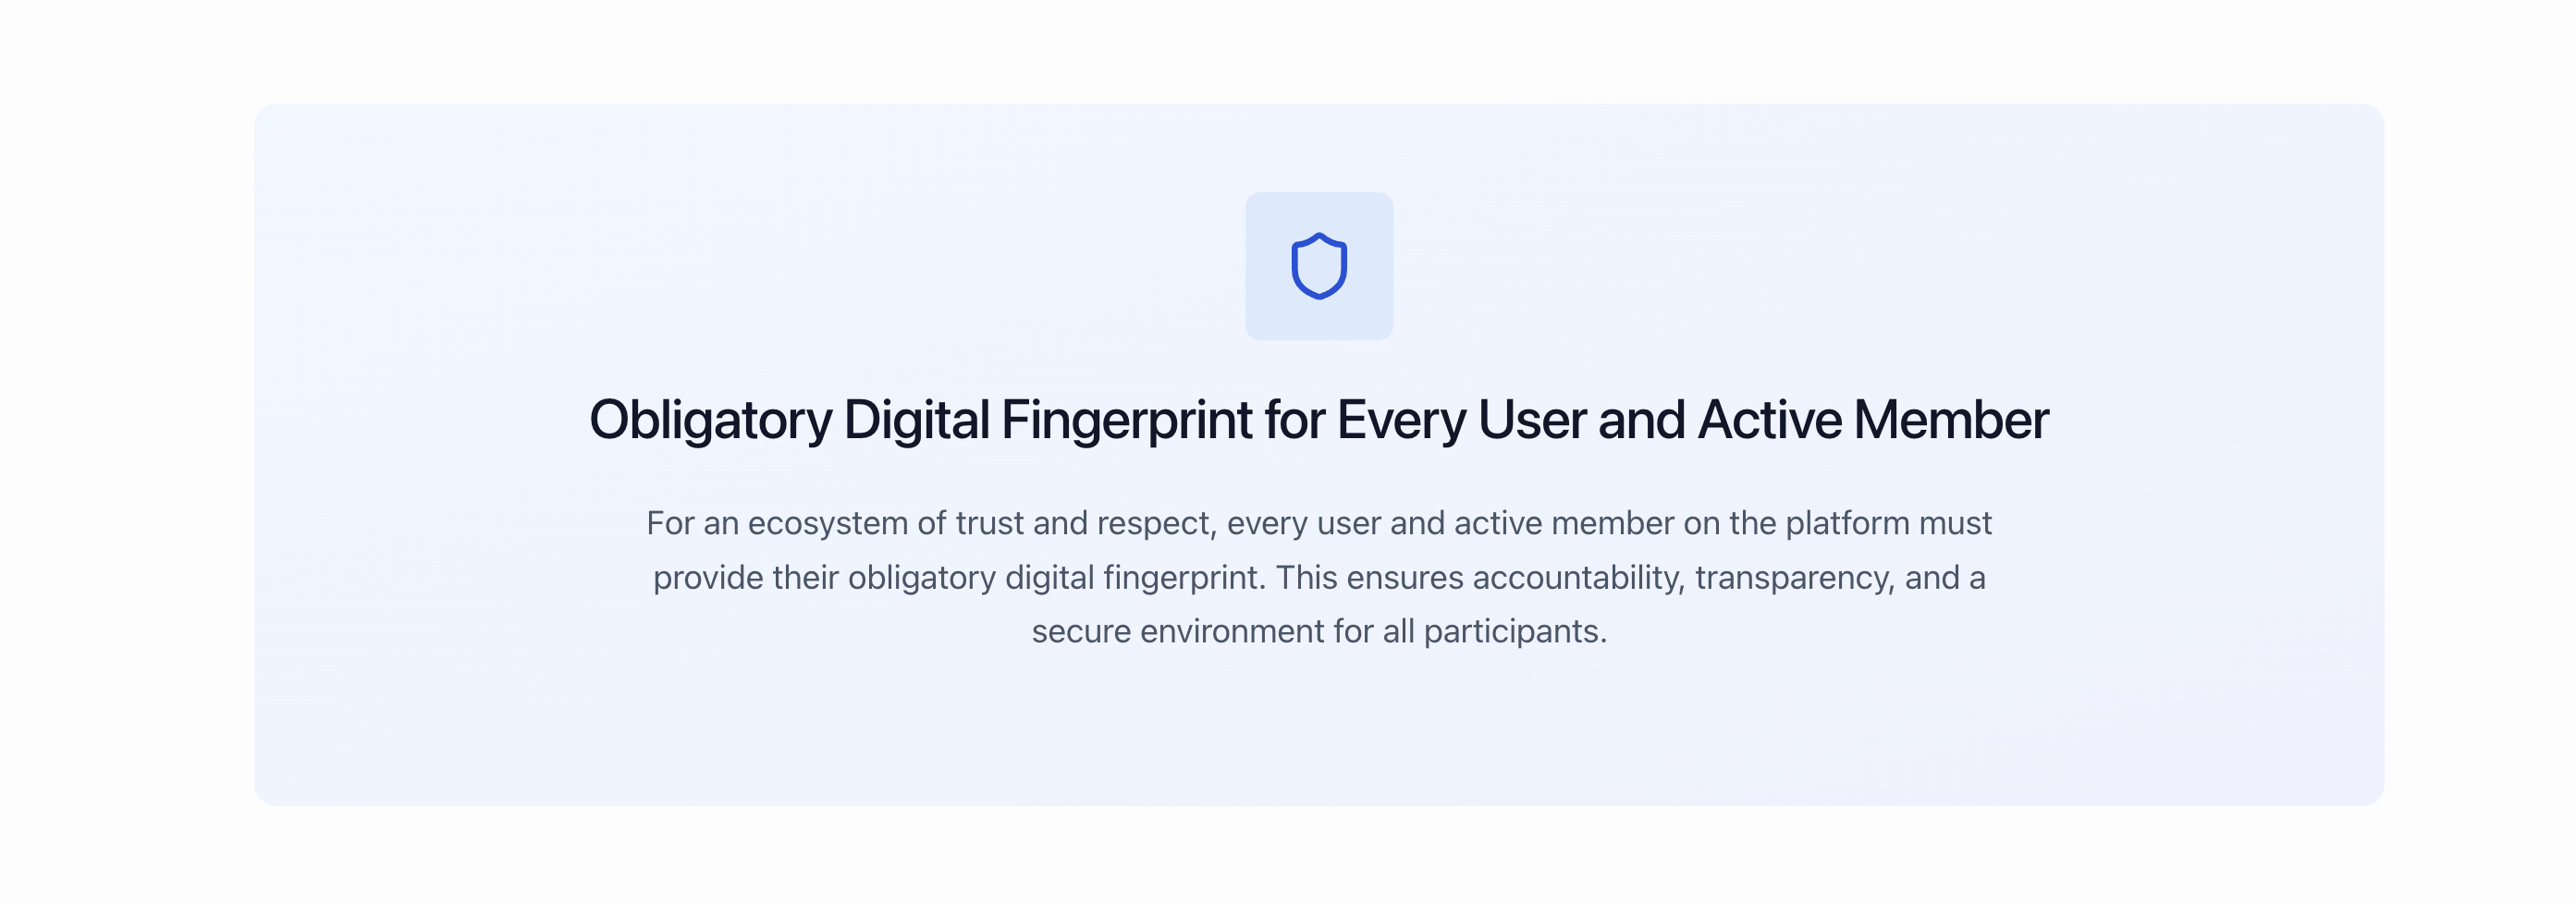 Obligatory Digital Fingerprint for Every User and Active Member
For an ecosystem of trust and respect, every user and active member on the platform must
provide their obligatory digital fingerprint. This ensures accountability, transparency, and a
secure environment for all participants.